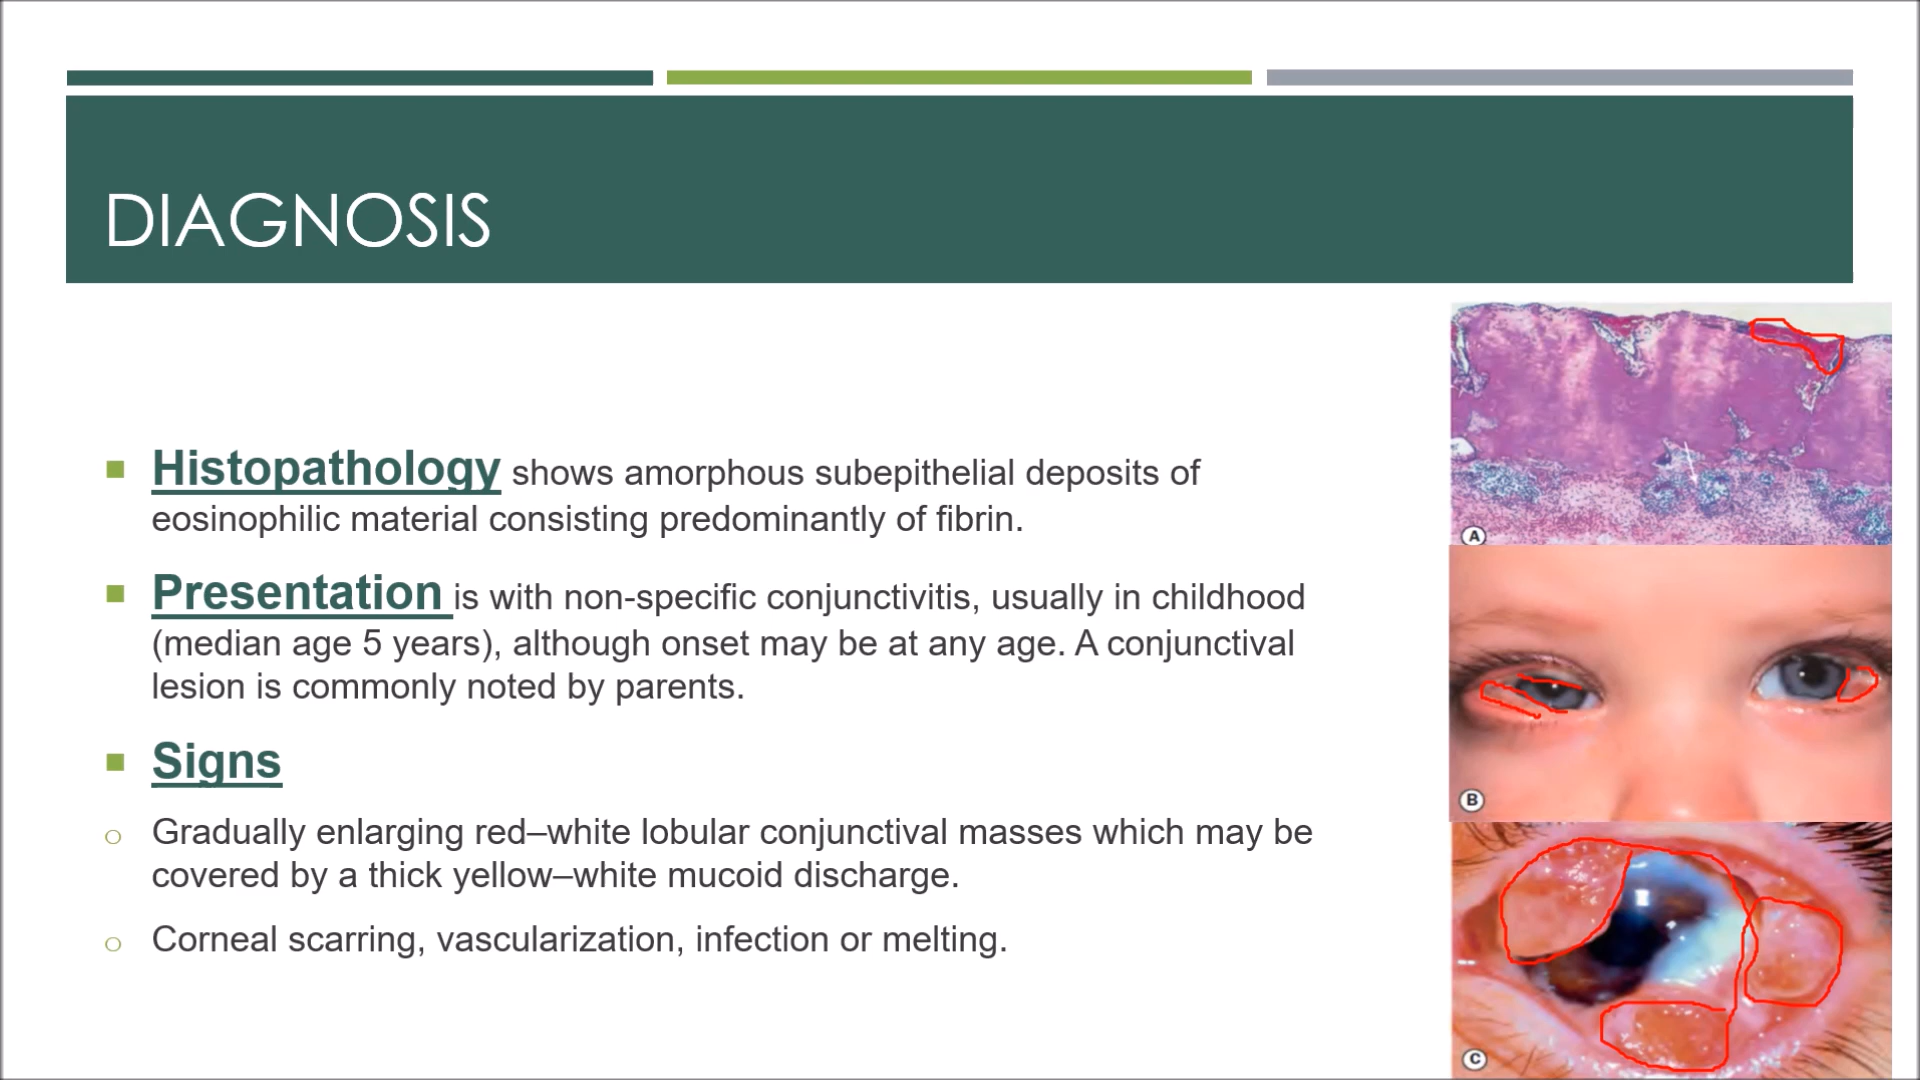 DIAGNOSIS
Histopathology shows amorphous subepithelial deposits of
eosinophilic material consisting predominantly of fibrin.
Presentation is with non-specific conjunctivitis, usually in childhood
(median age 5 years), although onset may be at any age. A conjunctival
lesion is commonly noted by parents.
Signs
Gradually enlarging red–white lobular conjunctival masses which may be
covered by a thick yellow–white mucoid discharge.
Corneal scarring, vascularization, infection or melting.
A
B
C